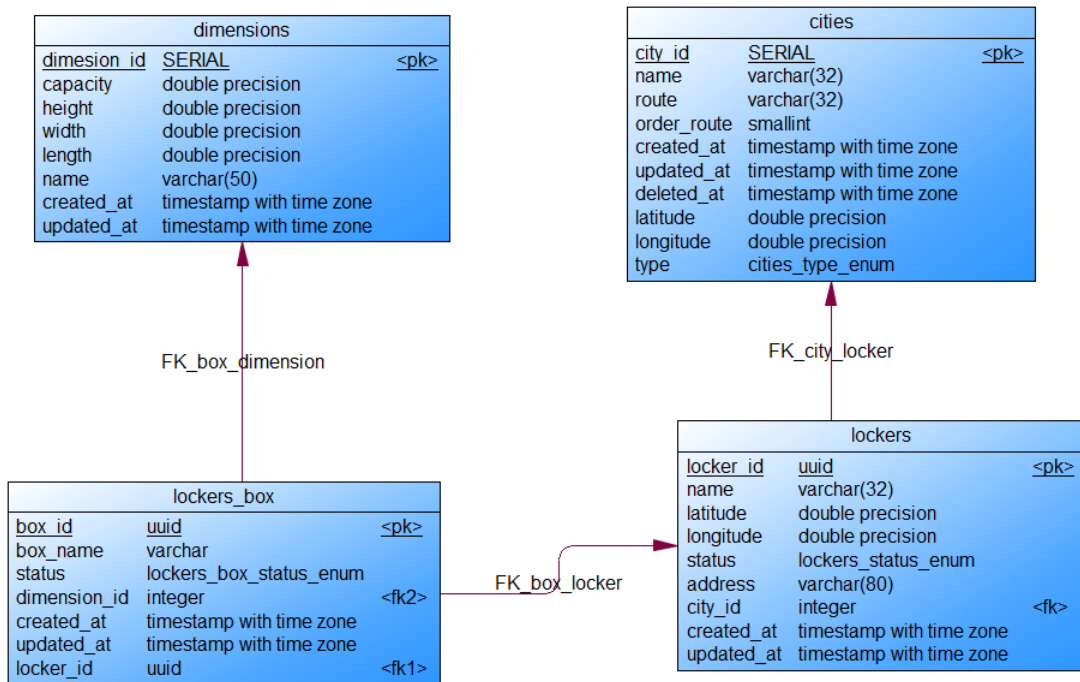 dimensions
dimesion_id SERIAL <pk>
capacity double precision
height double precision
width double precision
length double precision
name varchar(50)
created_at timestamp with time zone
updated_at timestamp with time zone
cities
city_id SERIAL <pk>
name varchar(32)
route varchar(32)
order_route smallint
created_at timestamp with time zone
updated_at timestamp with time zone
deleted_at timestamp with time zone
latitude double precision
longitude double precision
type cities_type_enum
FK_box_dimension
FK_city_locker
lockers_box
box_id uuid <pk>
box_name varchar
status lockers_box_status_enum
dimension_id integer <fk2>
created_at timestamp with time zone
updated_at timestamp with time zone
locker_id uuid <fk1>
FK_box_locker
lockers
locker_id uuid <pk>
name varchar(32)
latitude double precision
longitude double precision
status lockers_status_enum
address varchar(80)
city_id integer <fk>
created_at timestamp with time zone
updated_at timestamp with time zone